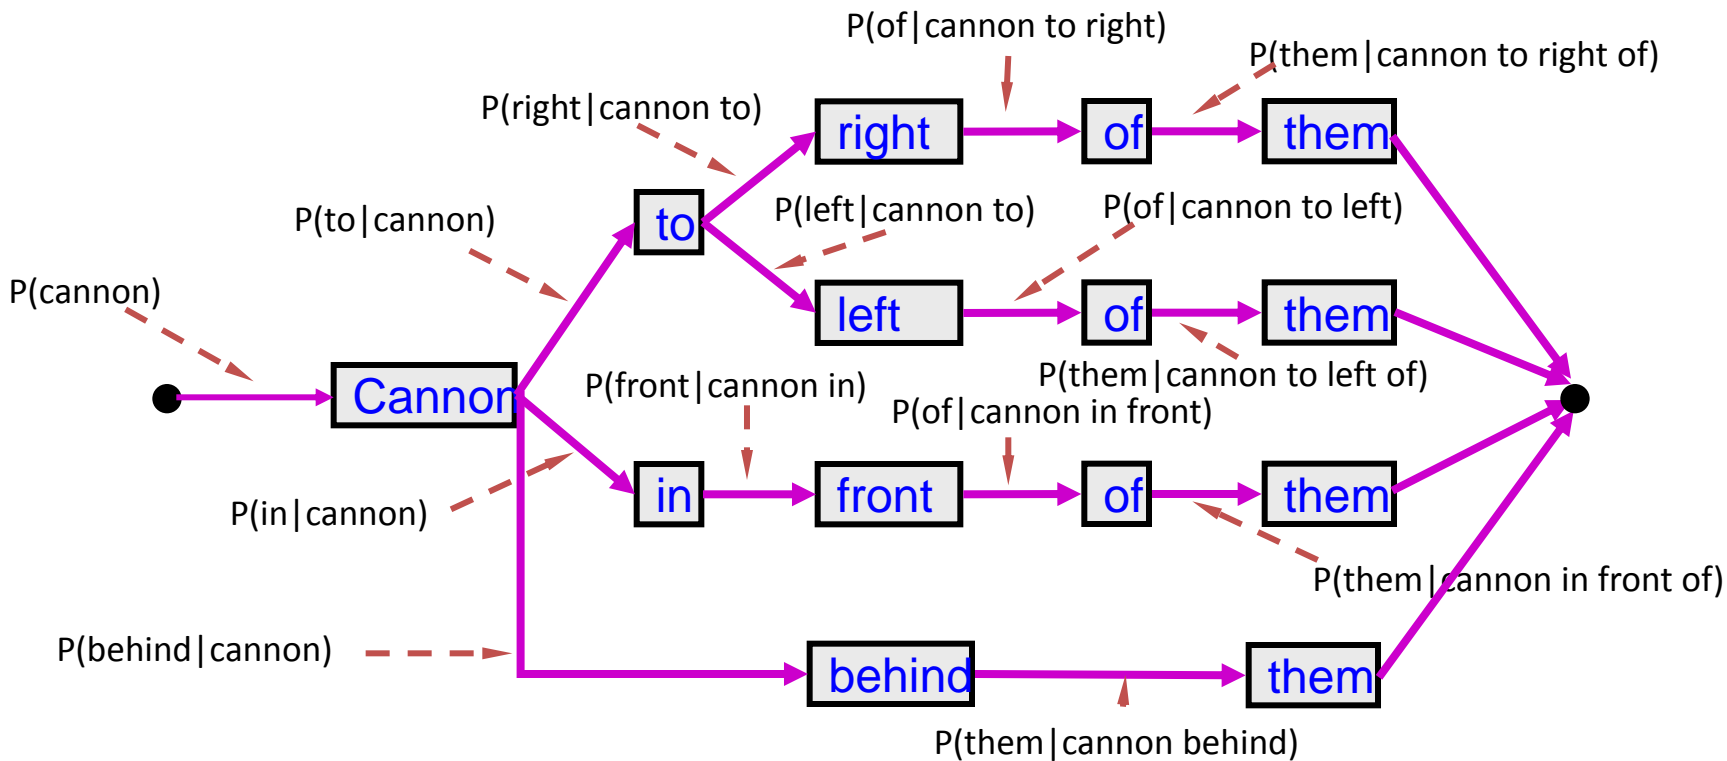 P(of|cannon to right)
P(them|cannon to right of)
P(right|cannon to)
right
of
them
P(to|cannon)
to
P(left|cannon to)
P(of|cannon to left)
P(cannon)
left
of
them
Cannon
P(front|cannon in)
P(them|cannon to left of)
P(of|cannon in front)
P(in|cannon)
in
front
of
them
P(them|cannon in front of)
P(behind|cannon)
behind
them
P(them|cannon behind)